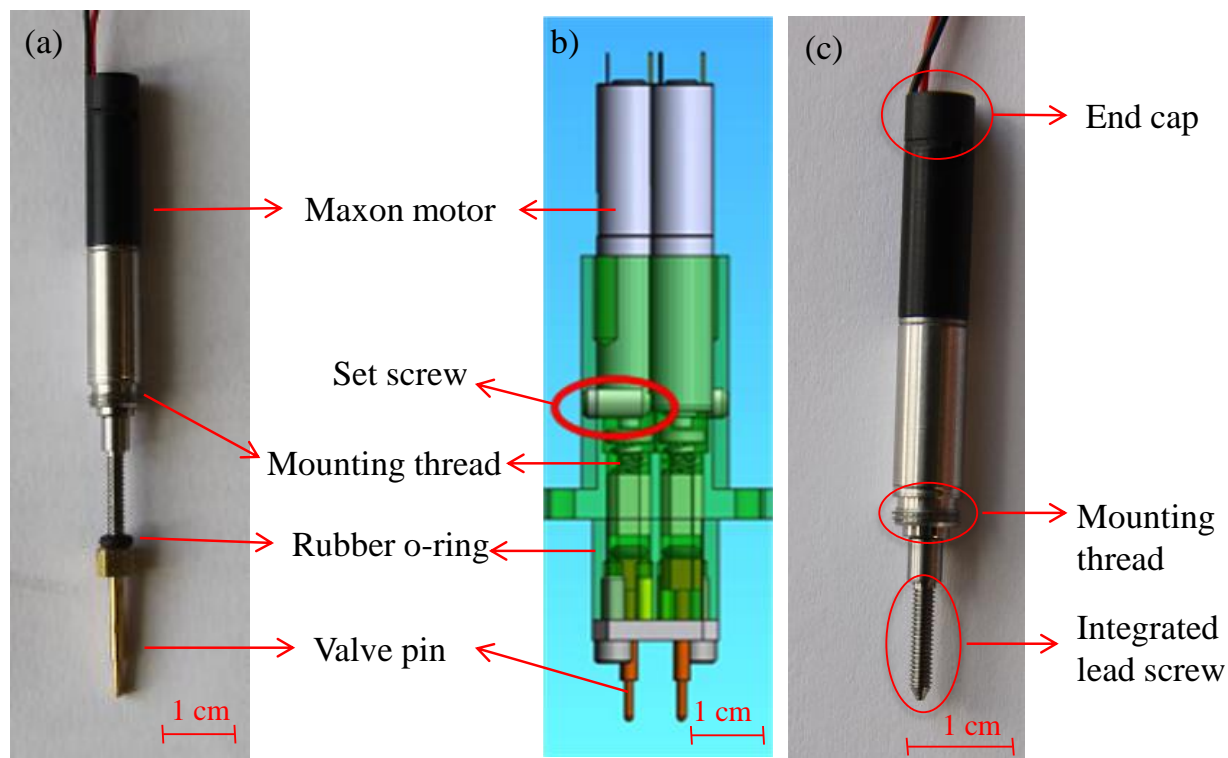 (a)
b)
(c)
End cap
Maxon motor
Set screw
Mounting thread
Mounting
thread
Rubber o-ring
Integrated
lead screw
Valve pin
1 cm
1 cm
1 cm